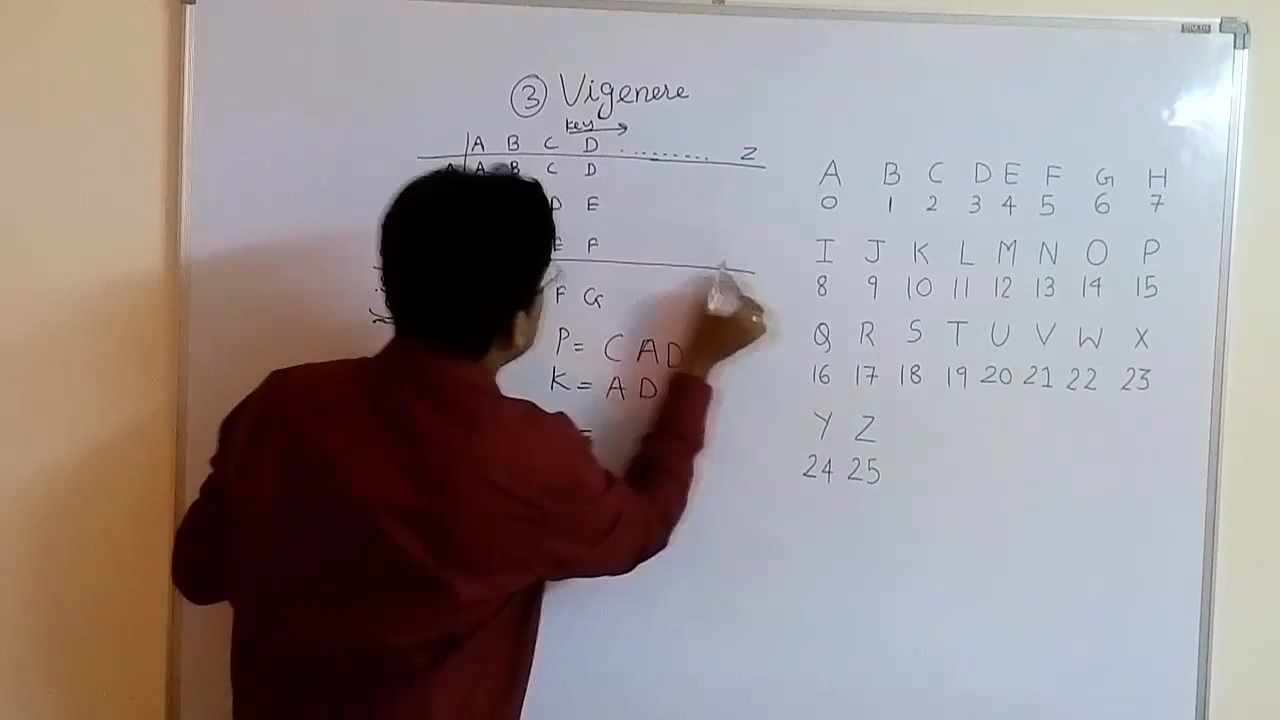 ③ Vigenere
Key
A B C D ......... Z
A A B C D
D E
E F
F G
P = C A D
K = A D
=
A B C D E F G H
0 1 2 3 4 5 6 7
I J K L M N O P
8 9 10 11 12 13 14 15
Q R S T U V W X
16 17 18 19 20 21 22 23
Y Z
24 25